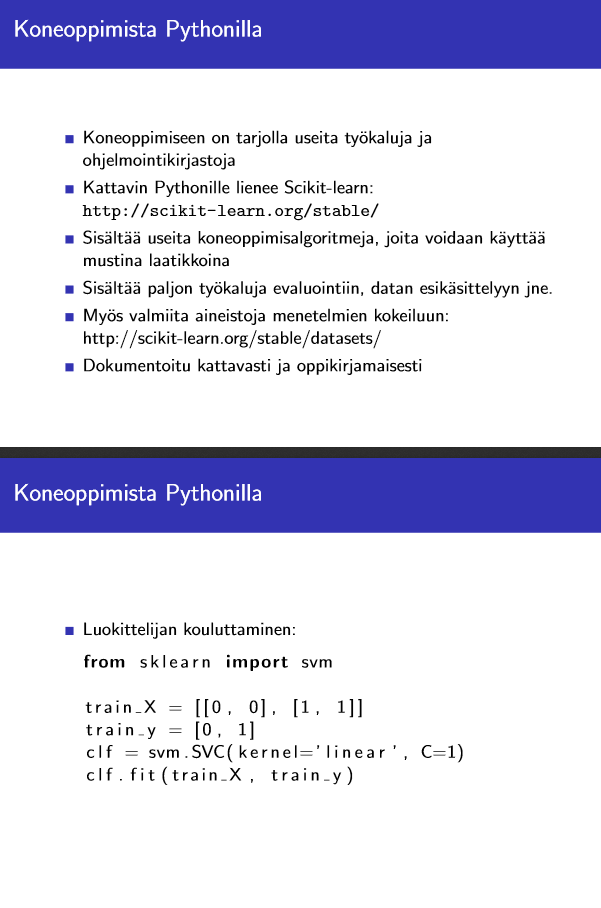 Koneoppimista Pythonilla
Koneoppimiseen on tarjolla useita työkaluja ja
ohjelmointikirjastoja
Kattavin Pythonille lienee Scikit-learn:
http://scikit-learn.org/stable/
Sisältää useita koneoppimisalgoritmeja, joita voidaan käyttää
mustina laatikkoina
Sisältää paljon työkaluja evaluointiin, datan esikäsittelyyn jne.
Myös valmiita aineistoja menetelmien kokeiluun:
http://scikit-learn.org/stable/datasets/
Dokumentoitu kattavasti ja oppikirjamaisesti
Koneoppimista Pythonilla
Luokittelijan kouluttaminen:
from sklearn import svm
train_X = [[0, 0], [1, 1]]
train_y = [0, 1]
clf = svm.SVC(kernel='linear', C=1)
clf.fit(train_X, train_y)